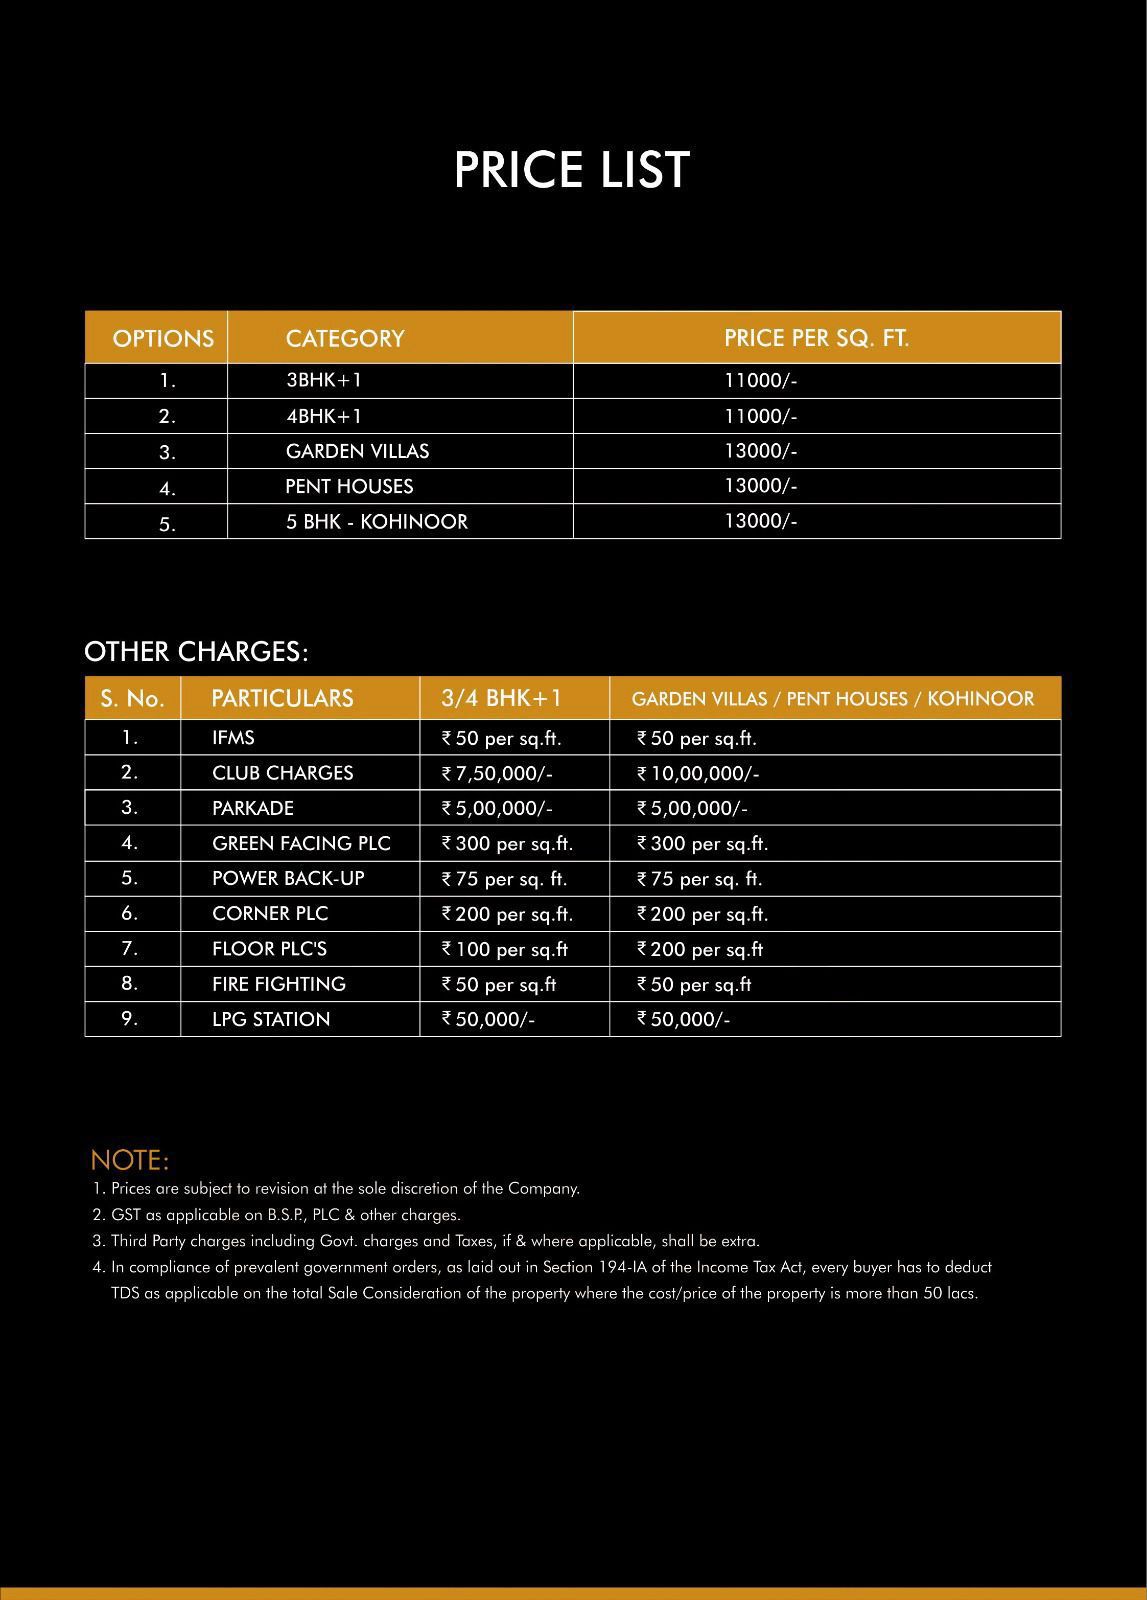 PRICE LIST
OPTIONS CATEGORY PRICE PER SQ. FT.
1. 3BHK+1 11000/-
2. 4BHK+1 11000/-
3. GARDEN VILLAS 13000/-
4. PENT HOUSES 13000/-
5. 5 BHK - KOHINOOR 13000/-
OTHER CHARGES:
S. No. PARTICULARS 3/4 BHK+1 GARDEN VILLAS / PENT HOUSES / KOHINOOR
1. IFMS ₹ 50 per sq.ft. ₹ 50 per sq.ft.
2. CLUB CHARGES ₹ 7,50,000/- ₹ 10,00,000/-
3. PARKADE ₹ 5,00,000/- ₹ 5,00,000/-
4. GREEN FACING PLC ₹ 300 per sq.ft. ₹ 300 per sq.ft.
5. POWER BACK-UP ₹ 75 per sq. ft. ₹ 75 per sq. ft.
6. CORNER PLC ₹ 200 per sq.ft. ₹ 200 per sq.ft.
7. FLOOR PLC'S ₹ 100 per sq.ft ₹ 200 per sq.ft
8. FIRE FIGHTING ₹ 50 per sq.ft ₹ 50 per sq.ft
9. LPG STATION ₹ 50,000/- ₹ 50,000/-
NOTE:
1. Prices are subject to revision at the sole discretion of the Company.
2. GST as applicable on B.S.P., PLC & other charges.
3. Third Party charges including Govt. charges and Taxes, if & where applicable, shall be extra.
4. In compliance of prevalent government orders, as laid out in Section 194-IA of the Income Tax Act, every buyer has to deduct
TDS as applicable on the total Sale Consideration of the property where the cost/price of the property is more than 50 lacs.